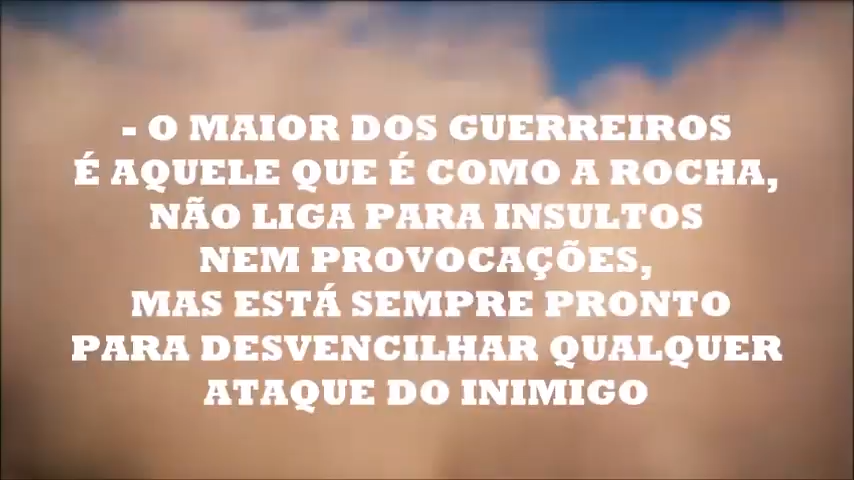 - O MAIOR DOS GUERREIROS
É AQUELE QUE É COMO A ROCHA,
NÃO LIGA PARA INSULTOS
NEM PROVOCAÇÕES,
MAS ESTÁ SEMPRE PRONTO
PARA DESVENCILHAR QUALQUER
ATAQUE DO INIMIGO